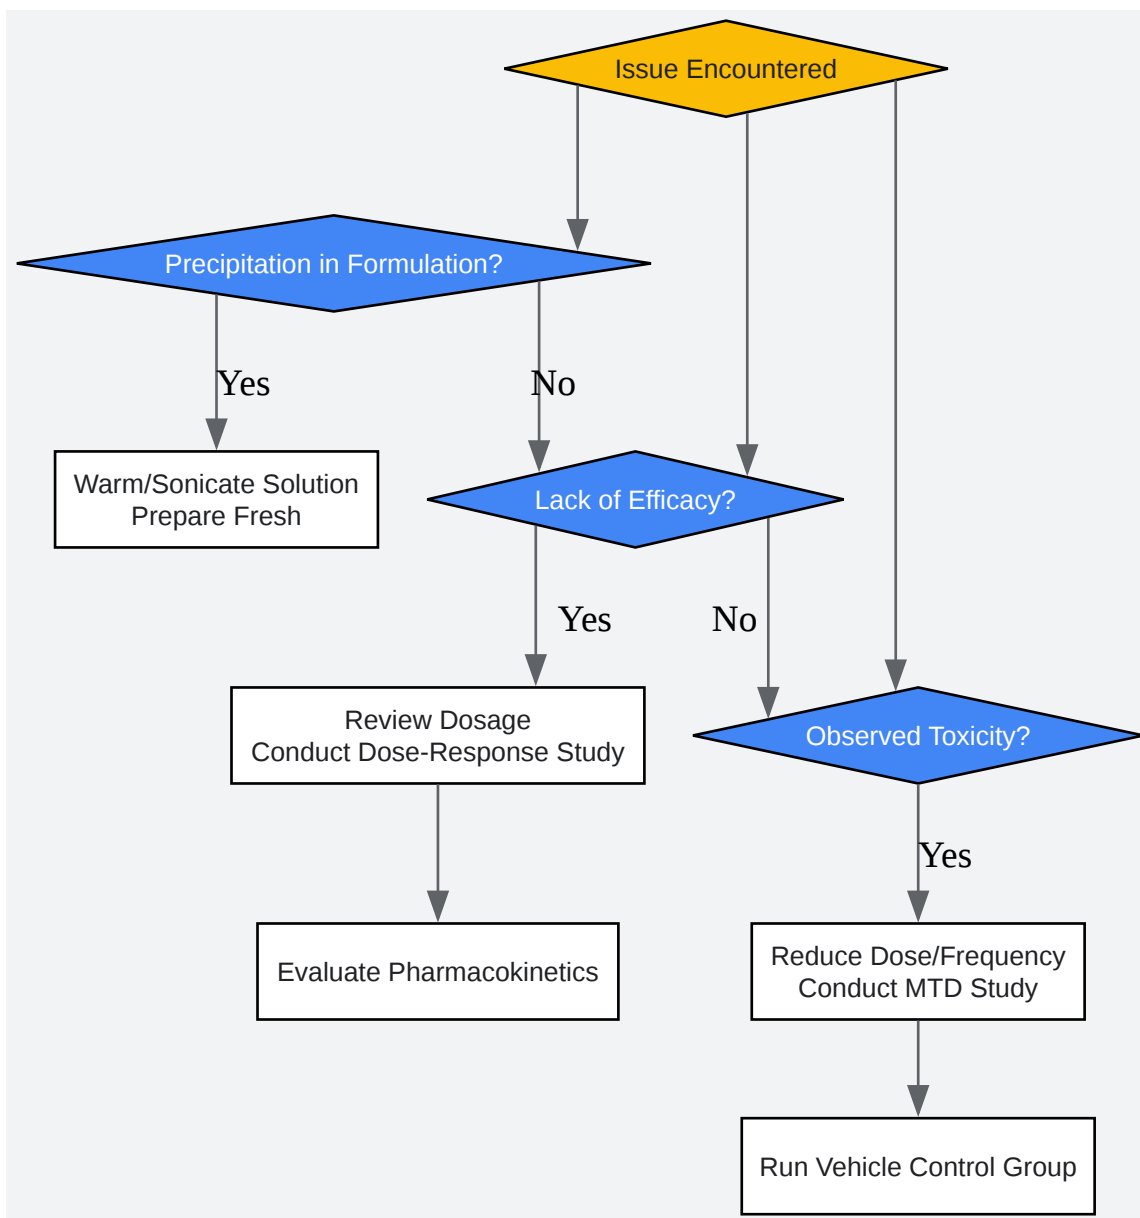 Issue Encountered
Precipitation in Formulation?
Yes
No
Warm/Sonicate Solution
Prepare Fresh
Lack of Efficacy?
Yes
No
Review Dosage
Conduct Dose-Response Study
Observed Toxicity?
Yes
Evaluate Pharmacokinetics
Reduce Dose/Frequency
Conduct MTD Study
Run Vehicle Control Group